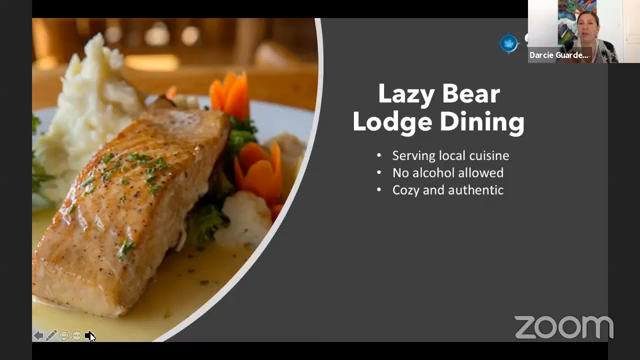 Darcie Guarde...
Lazy Bear
Lodge Dining
• Serving local cuisine
• No alcohol allowed
• Cozy and authentic
zoom